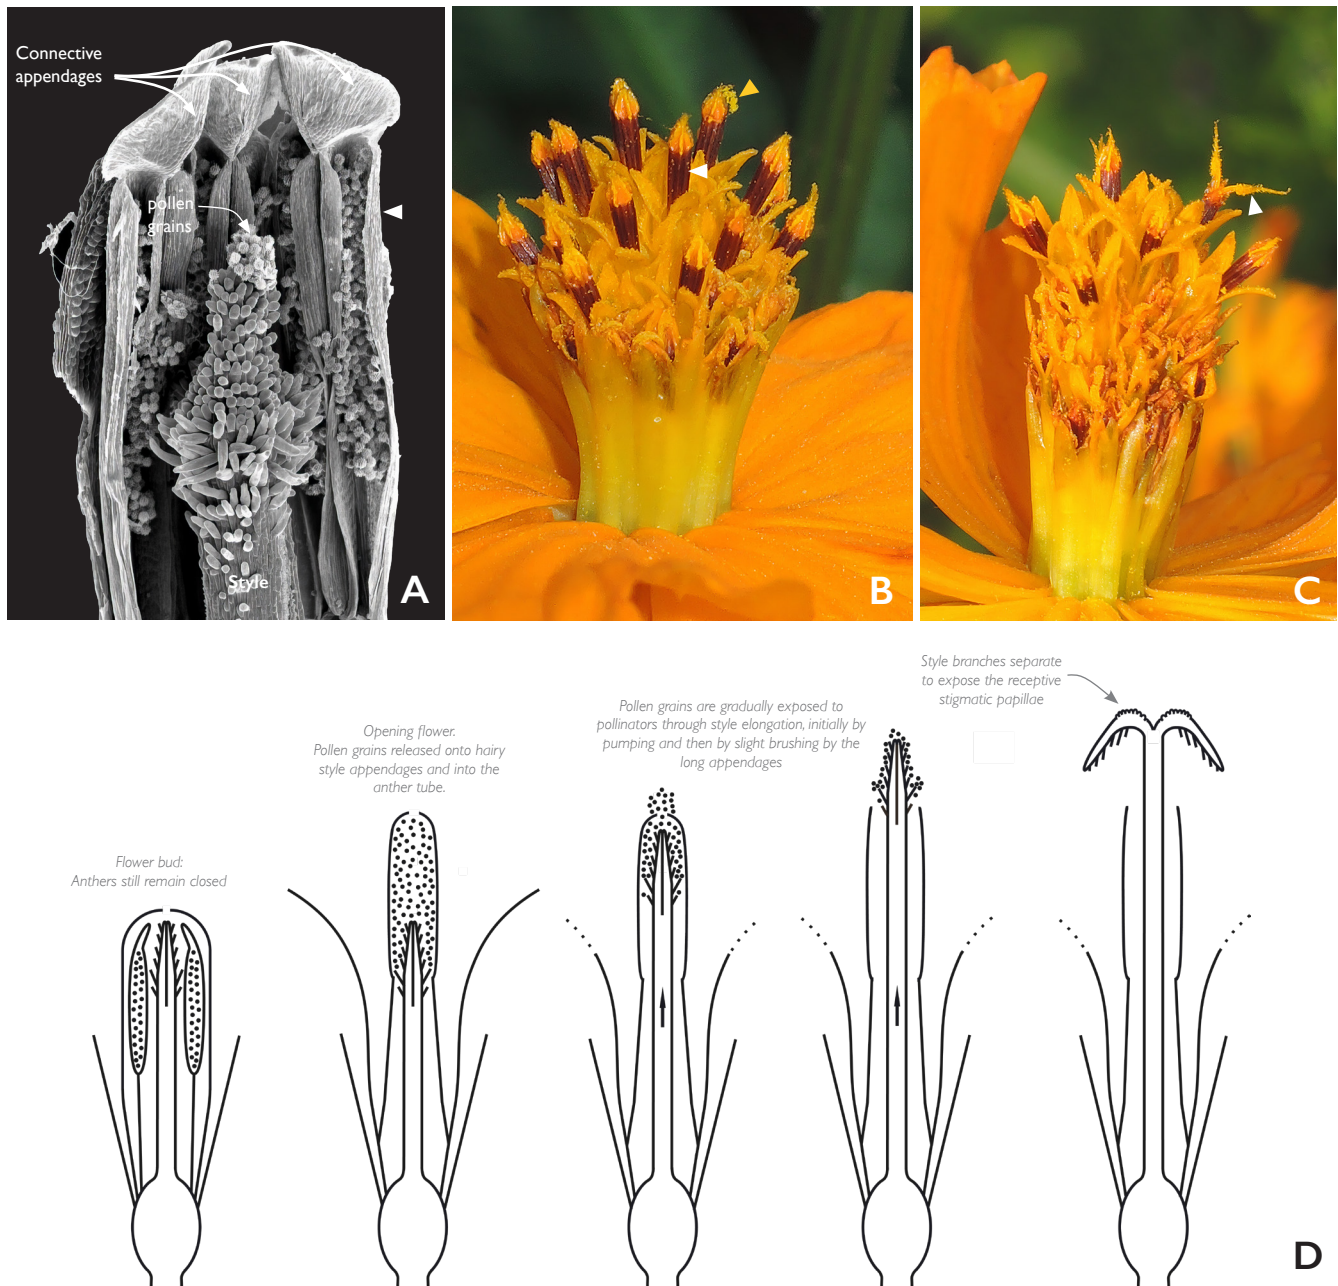 Connective
appendages
pollen
grains
Style
A
B
C
Style branches separate
to expose the receptive
stigmatic papillae
Pollen grains are gradually exposed to
pollinators through style elongation, initially by
pumping and then by slight brushing by the
long appendages
Opening flower.
Pollen grains released onto hairy
style appendages and into the
anther tube.
Flower bud:
Anthers still remain closed
D